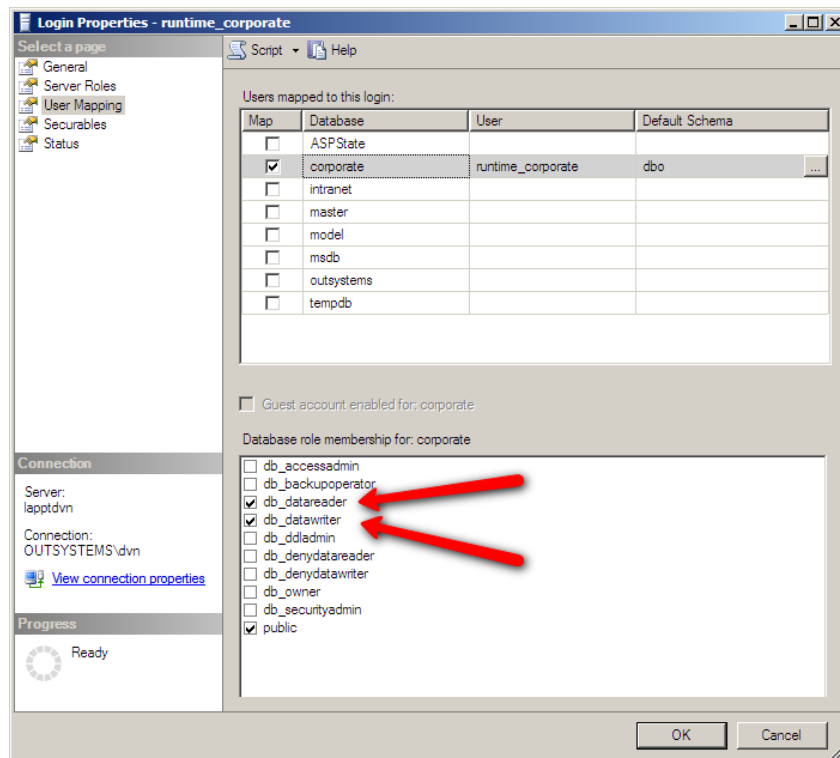 Login Properties - runtime_corporate
Select a page
General
Server Roles
User Mapping
Securables
Status
Script Help
Users mapped to this login:
Map Database User Default Schema
ASPState
corporate runtime_corporate dbo ...
intranet
master
model
msdb
outsystems
tempdb
Guest account enabled for: corporate
Database role membership for: corporate
db_accessadmin
db_backupoperator
db_datareader
db_datawriter
db_ddladmin
db_denydatareader
db_denydatawriter
db_owner
db_securityadmin
public
Connection
Server:
lapptdvn
Connection:
OUTSYSTEMS\dvn
View connection properties
Progress
Ready
OK Cancel